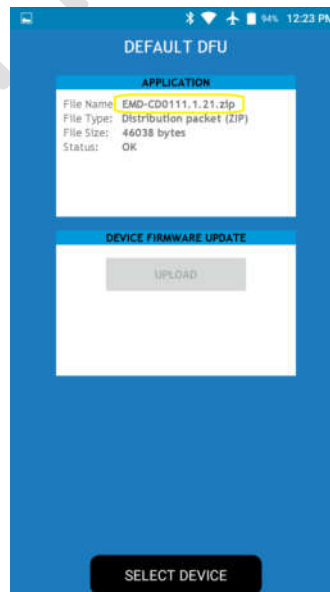 94% 12:23 PM
DEFAULT DFU
APPLICATION
File Name EMD-CD0111.1.21.zip
File Type: Distribution packet (ZIP)
File Size: 46038 bytes
Status: OK
DEVICE FIRMWARE UPDATE
UPLOAD
SELECT DEVICE